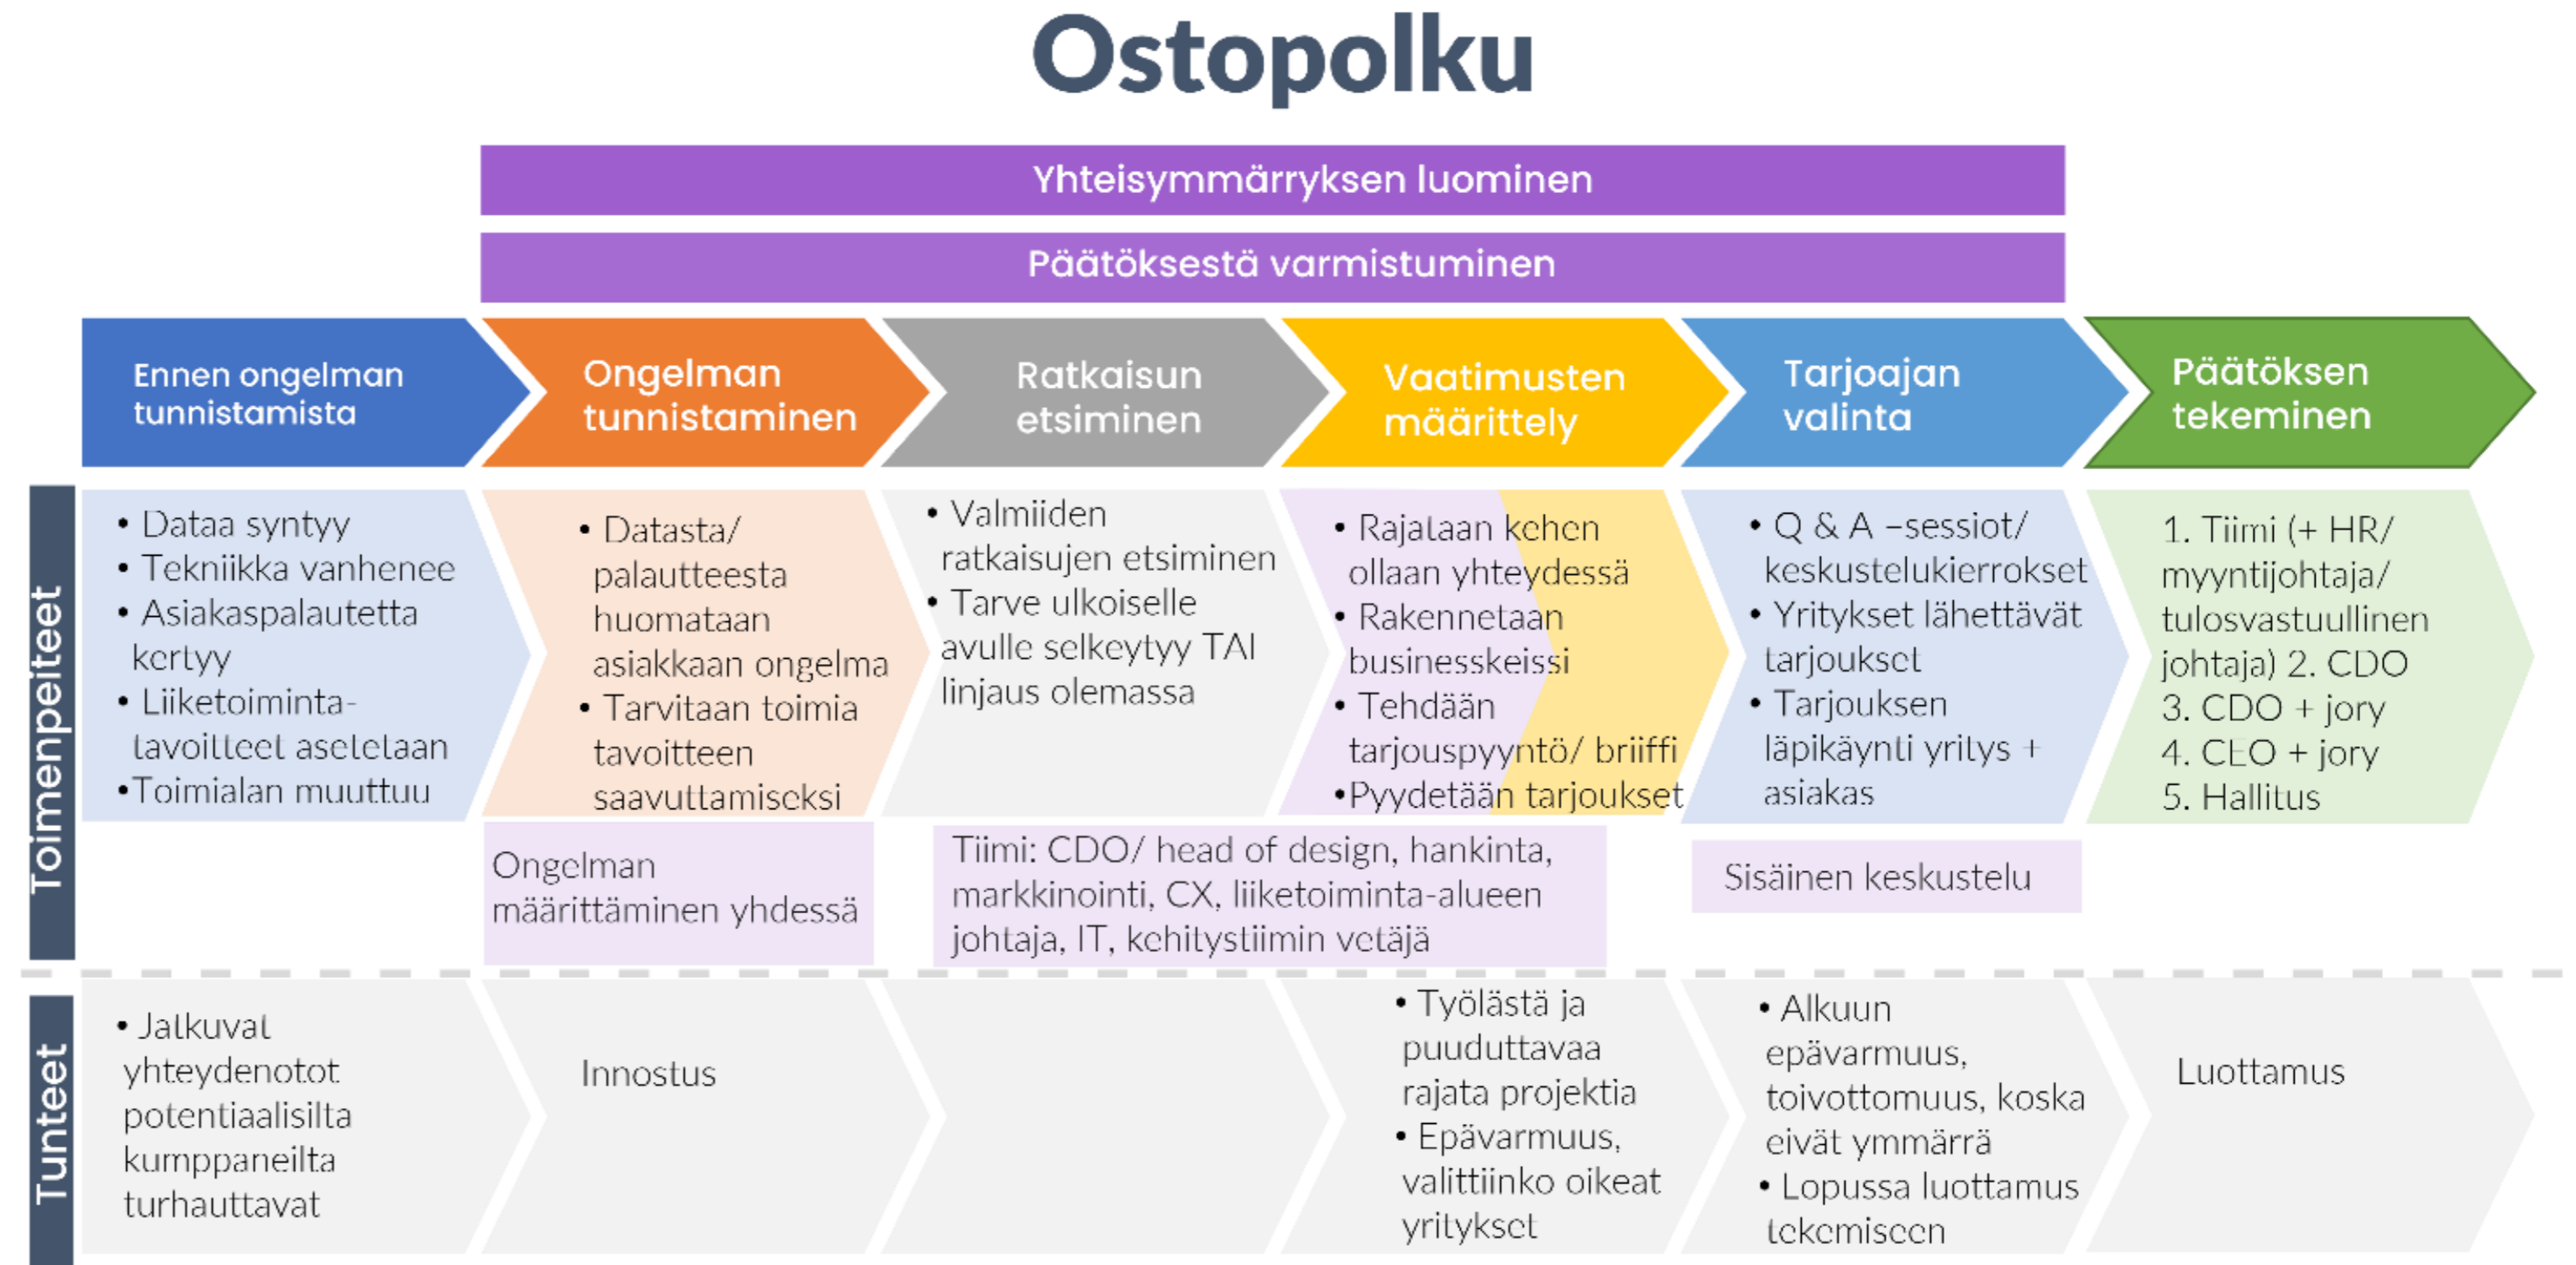 Ostopolku
Yhteisymmärryksen luominen
Päätöksestä varmistuminen
Ennen ongelman
tunnistamista
Ongelman
tunnistaminen
Ratkaisun
etsiminen
Vaatimusten
määrittely
Tarjoajan
valinta
Päätöksen
tekeminen
Toimenpeiteet
• Dataa syntyy
• Tekniikka vanhenee
• Asiakaspalautetta
kertyy
• Liiketoiminta-
tavoitteet asetetaan
•Toimialan muuttuu
• Datasta/
palautteesta
huomataan
asiakkaan ongelma
• Tarvitaan toimia
tavoitteen
saavuttamiseksi
Ongelman
määrittäminen yhdessä
• Valmiiden
ratkaisujen etsiminen
• Tarve ulkoiselle
avulle selkeytyy TAI
linjaus olemassa
• Rajataan kehen
ollaan yhteydessä
• Rakennetaan
businesskeissi
• Tehdään
tarjouspyyntö/ briiffi
•Pyydetään tarjoukset
Tiimi: CDO/ head of design, hankinta,
markkinointi, CX, liiketoiminta-alueen
johtaja, IT, kehitystiimin vetäjä
• Q & A –sessiot/
keskustelukierrokset
• Yritykset lähettävät
tarjoukset
• Tarjouksen
läpikäynti yritys +
asiakas
Sisäinen keskustelu
1. Tiimi (+ HR/
myyntijohtaja/
tulosvastuullinen
johtaja) 2. CDO
3. CDO + jory
4. CEO + jory
5. Hallitus
Tunteet
• Jatkuvat
yhteydenotot
potentiaalisilta
kumppaneilta
turhauttavat
Innostus
• Työlästä ja
puuduttavaa
rajata projektia
• Epävarmuus,
valittiinko oikeat
yritykset
• Alkuun
epävarmuus,
toivottomuus, koska
eivät ymmärrä
• Lopussa luottamus
tekemiseen
Luottamus